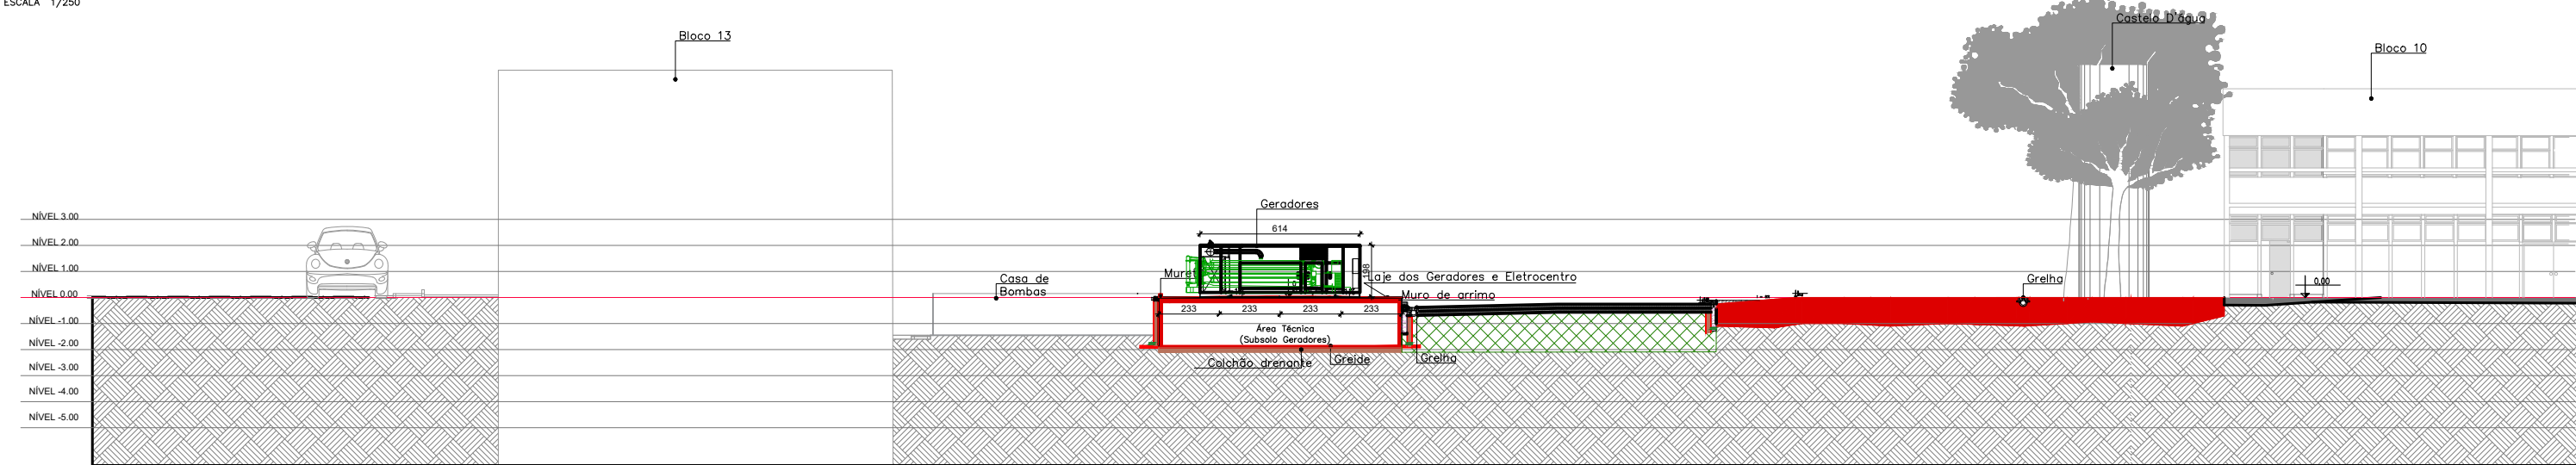 ESCALA 1/250
Castelo D'água
Bloco 13
Bloco 10
Geradores
NÍVEL 3.00
614
NÍVEL 2.00
NÍVEL 1.00
198
Casa de
Bombas
Muret
Laje dos Geradores e Eletrocentro
Grelha
0.00
NÍVEL 0.00
Muro de arrimo
233
233
233
233
NÍVEL -1.00
Área Técnica
(Subsolo Geradores)
NÍVEL -2.00
Colchão drenante
Greide
Grelha
NÍVEL -3.00
NÍVEL -4.00
NÍVEL -5.00